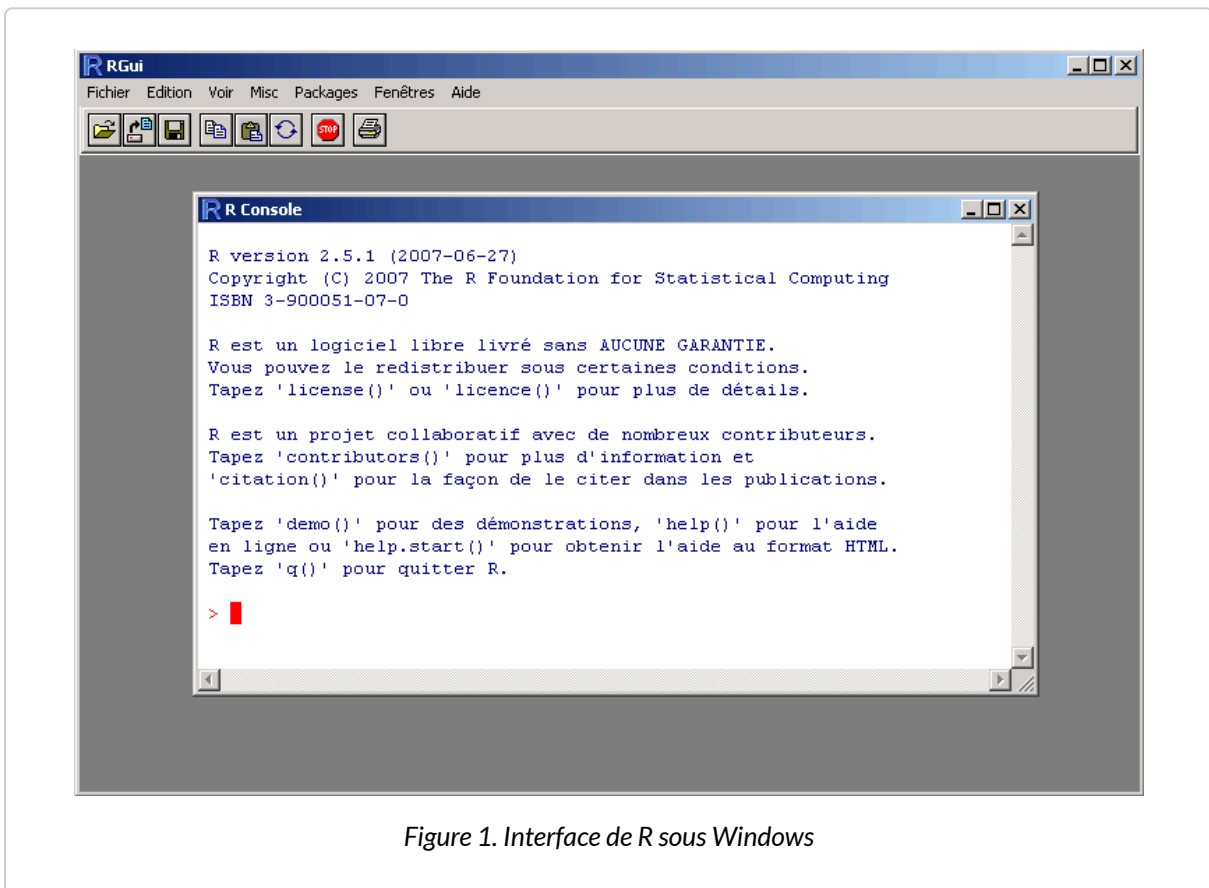 RGui
Fichier Edition Voir Misc Packages Fenêtres Aide
STOP
R Console
R version 2.5.1 (2007-06-27)
Copyright (C) 2007 The R Foundation for Statistical Computing
ISBN 3-900051-07-0
R est un logiciel libre livré sans AUCUNE GARANTIE.
Vous pouvez le redistribuer sous certaines conditions.
Tapez 'license()' ou 'licence()' pour plus de détails.
R est un projet collaboratif avec de nombreux contributeurs.
Tapez 'contributors()' pour plus d'information et
'citation()' pour la façon de le citer dans les publications.
Tapez 'demo()' pour des démonstrations, 'help()' pour l'aide
en ligne ou 'help.start()' pour obtenir l'aide au format HTML.
Tapez 'q()' pour quitter R.
>
Figure 1. Interface de R sous Windows